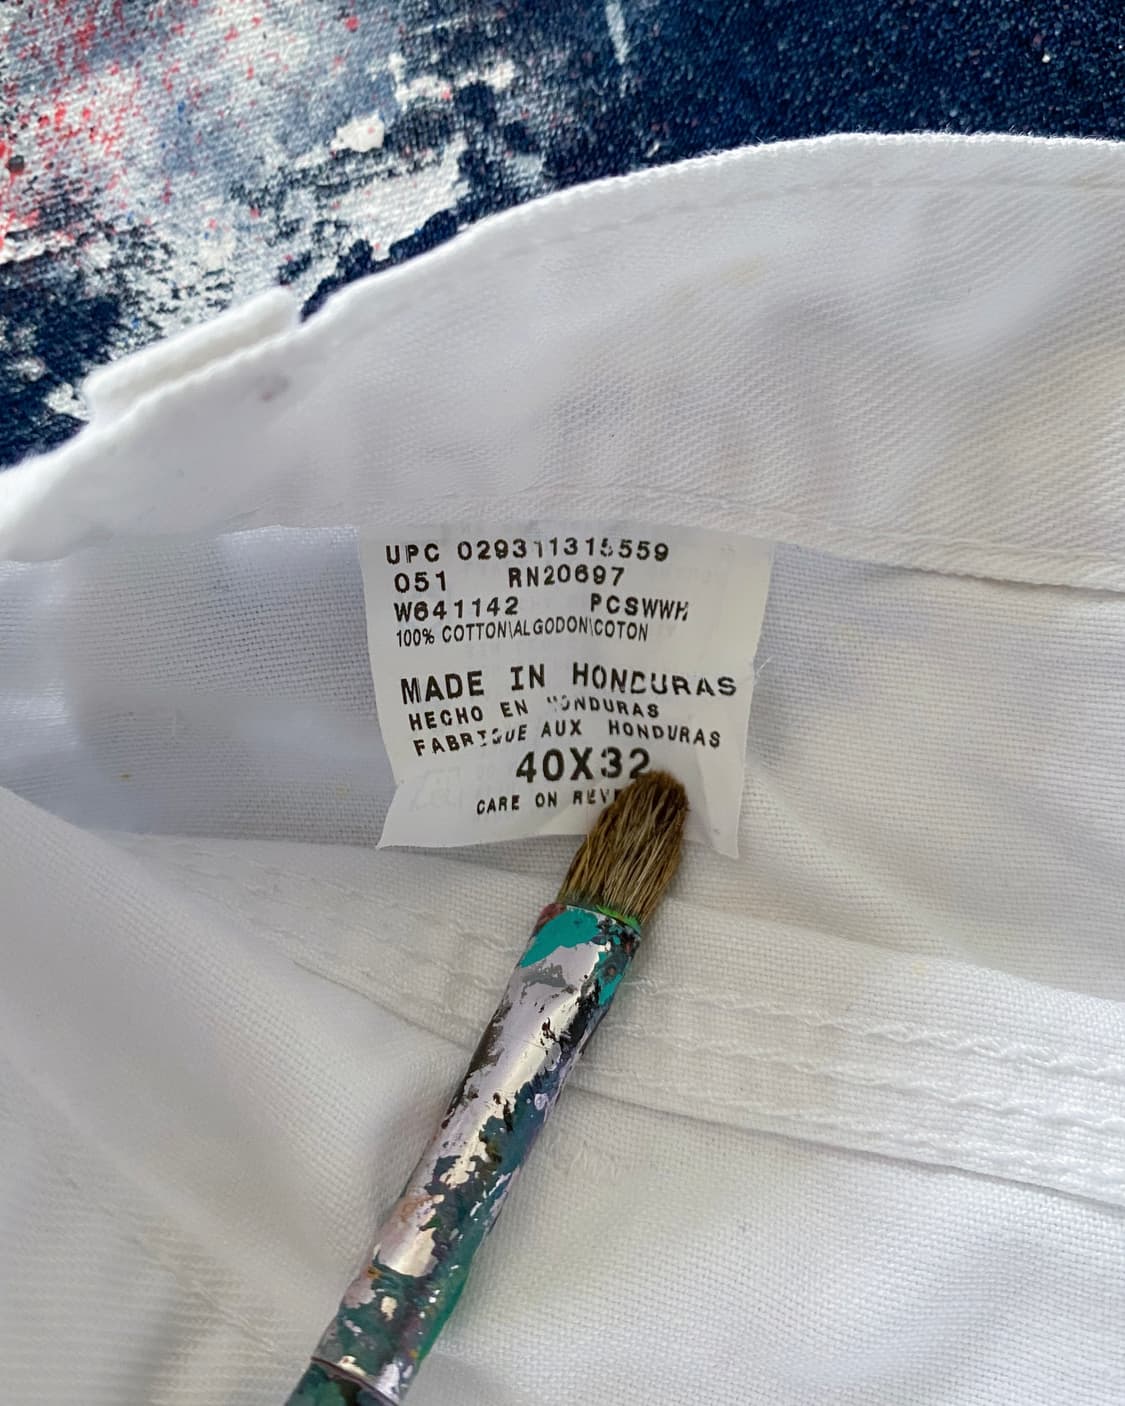 UPC 029311315559
051 RN20697
W641142 PCSWWH
100% COTTON\ALGODON\COTON
MADE IN HONDURAS
HECHO EN HONDURAS
FABRIQUE AUX HONDURAS
40X32
CARE ON